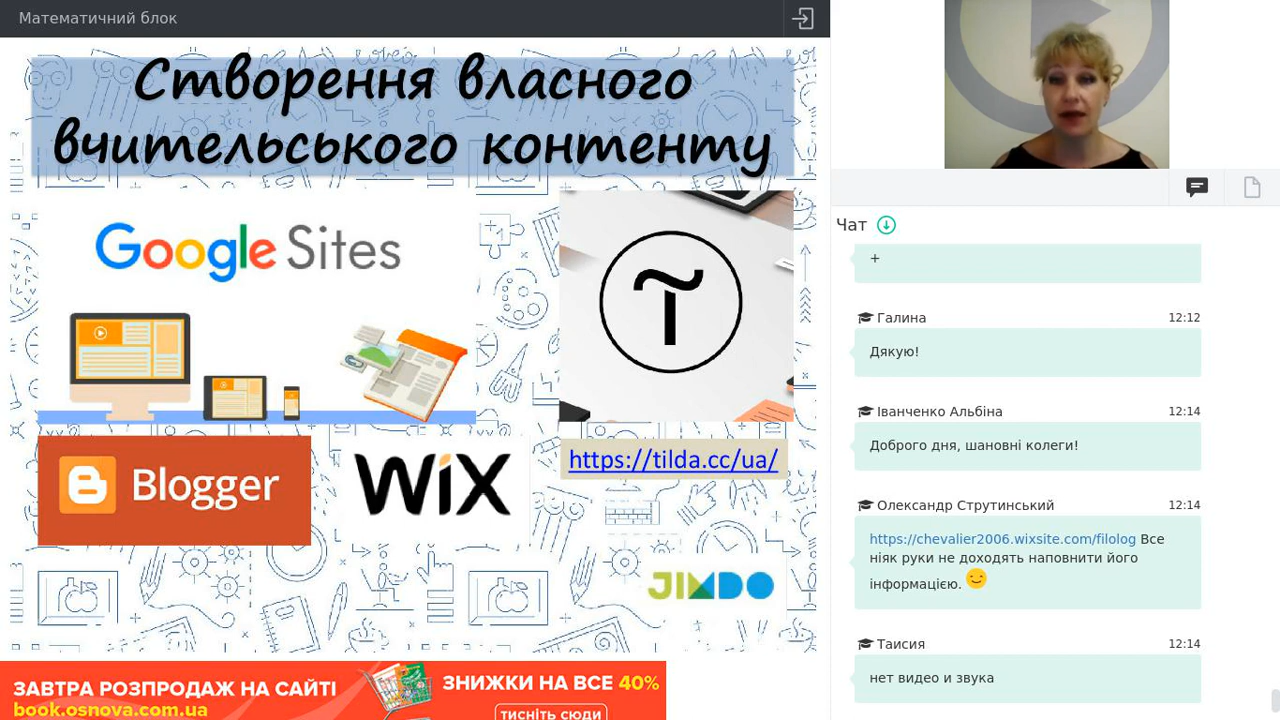 Математичний блок
Створення власного
вчительського контенту
Google Sites
https://tilda.cc/ua/
Blogger
WiX
JIMDO
ЗАВТРА РОЗПРОДАЖ НА САЙТІ
book.osnova.com.ua
ЗНИЖКИ НА ВСЕ 40%
тисніть сюди
Чат
+
Галина 12:12
Дякую!
Іванченко Альбіна 12:14
Доброго дня, шановні колеги!
Олександр Струтинський 12:14
https://chevalier2006.wixsite.com/filolog Все
ніяк руки не доходять наповнити його
інформацією.
Таисия 12:14
нет видео и звука